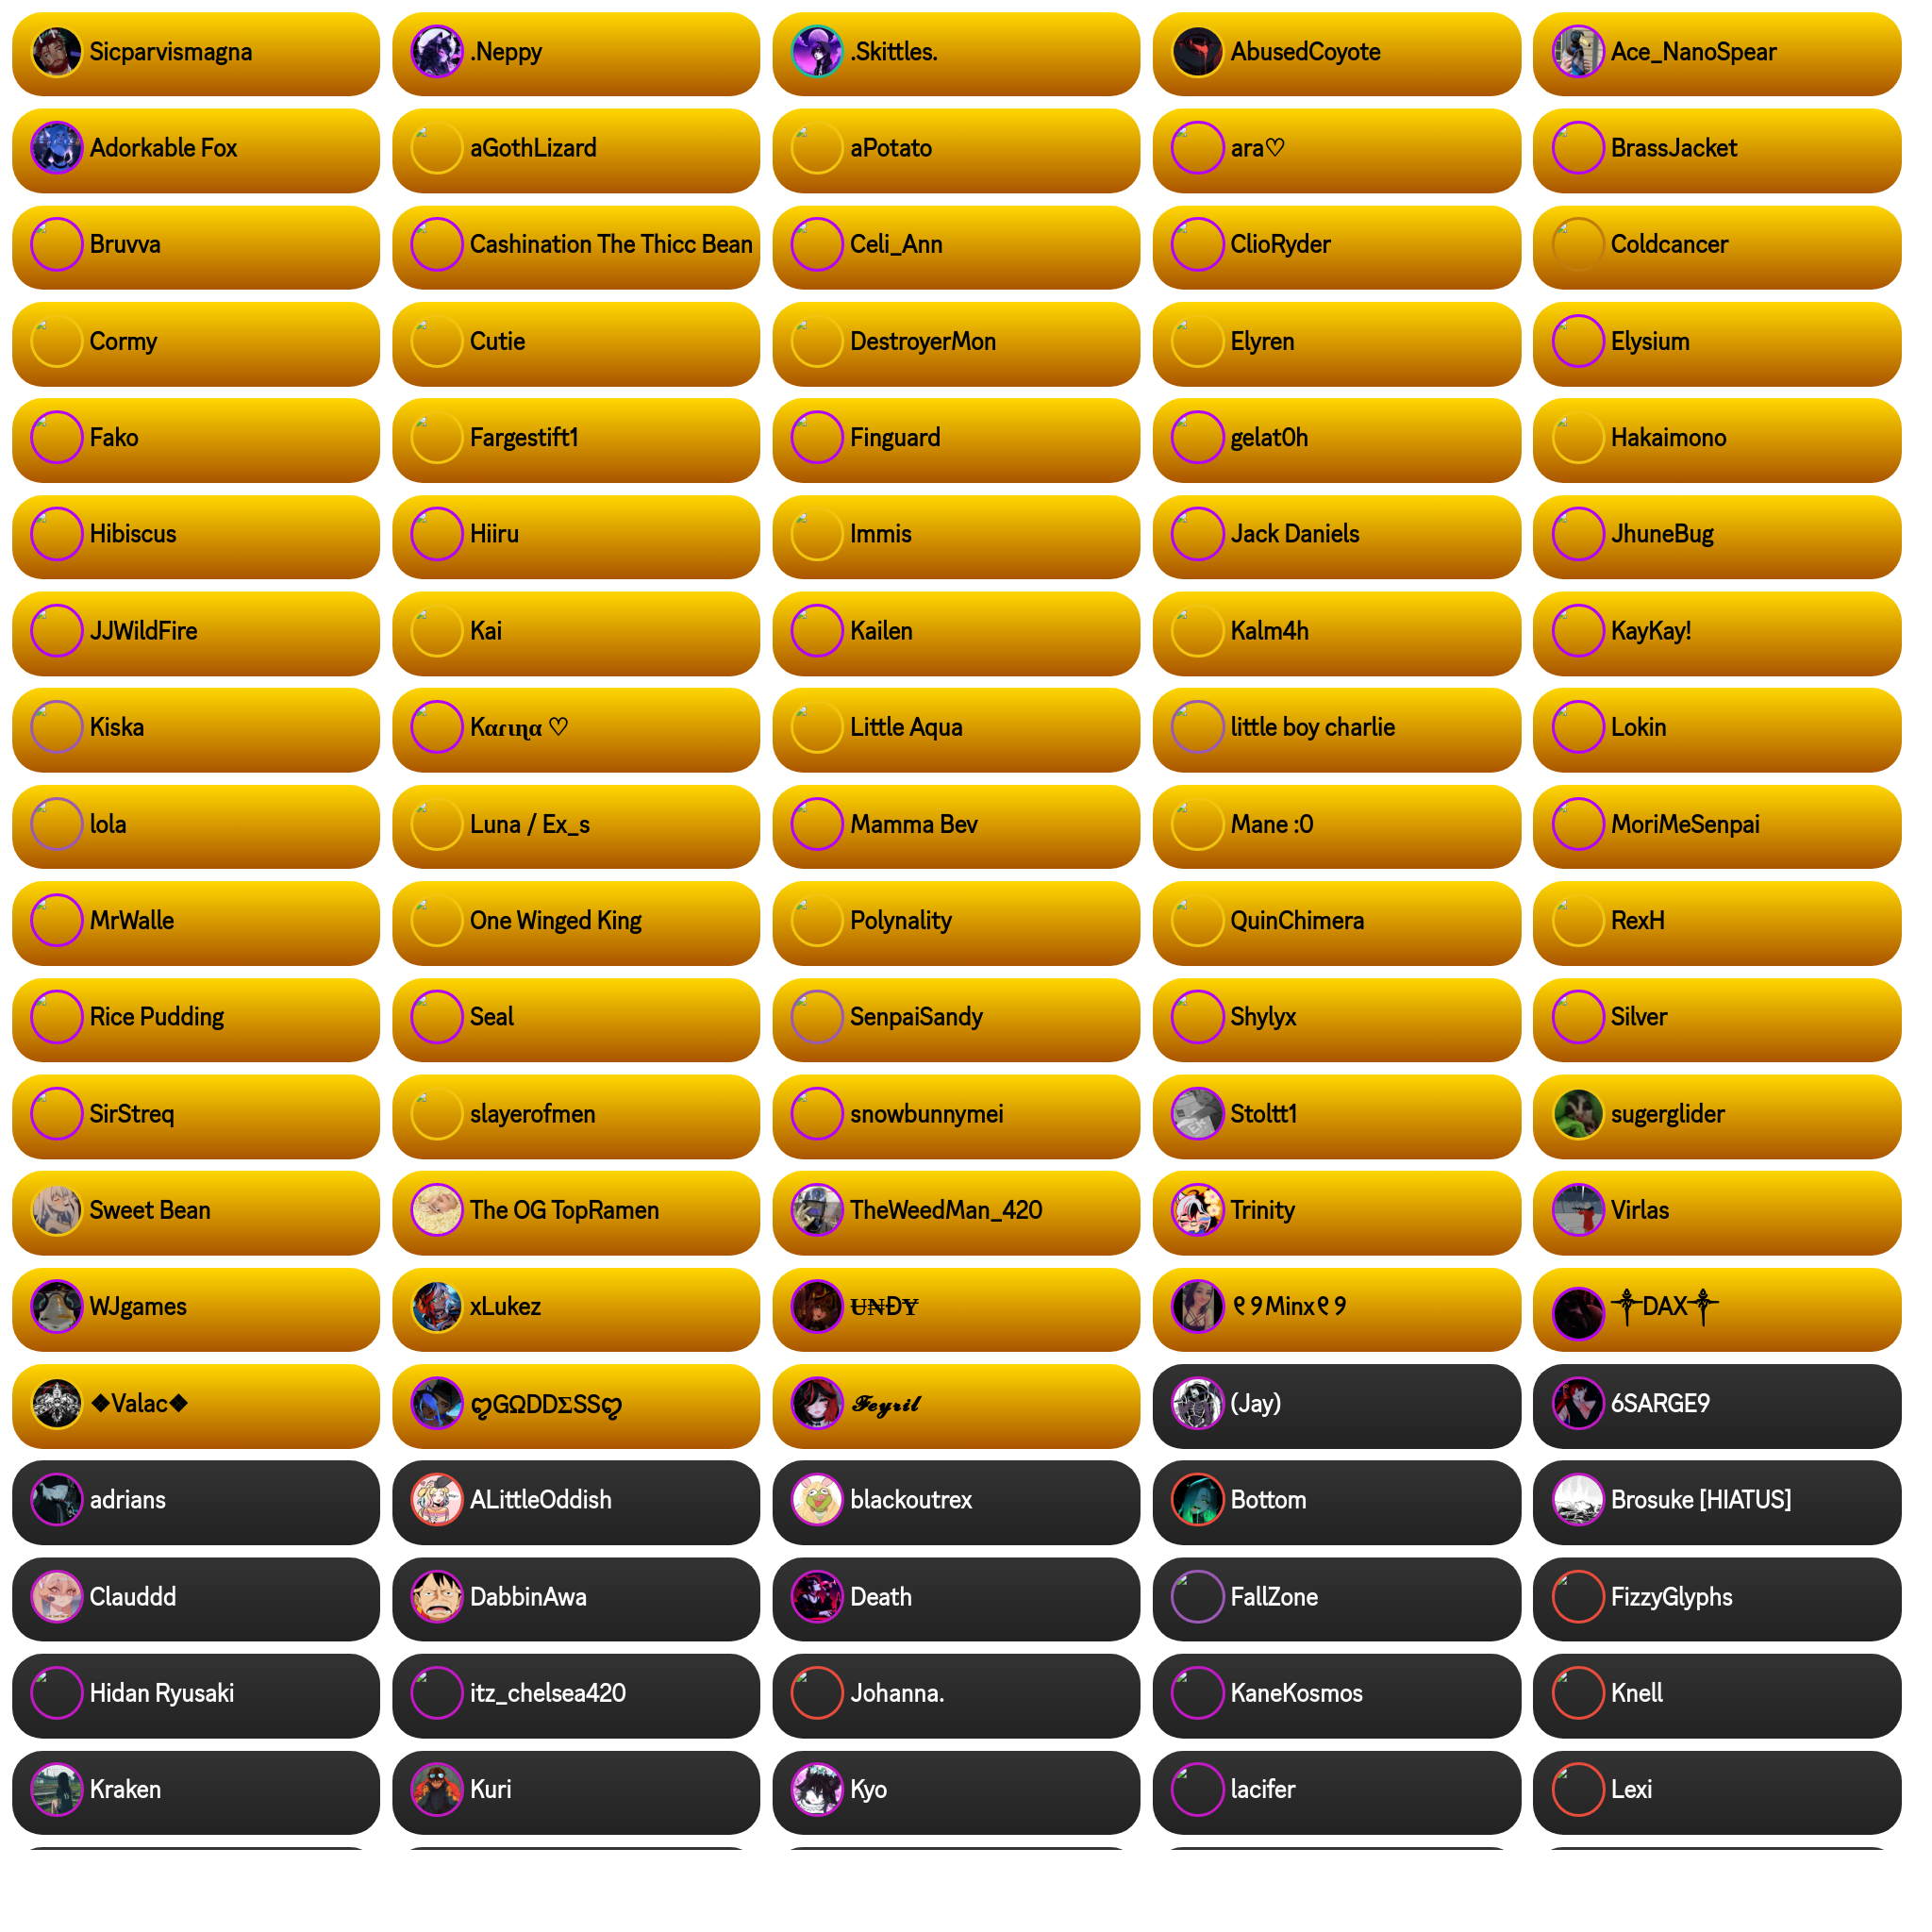 Sicparvismagna
.Neppy
.Skittles.
AbusedCoyote
Ace_NanoSpear
Adorkable Fox
aGothLizard
aPotato
ara♡
BrassJacket
Bruvva
Cashination The Thicc Bean
Celi_Ann
ClioRyder
Coldcancer
Cormy
Cutie
DestroyerMon
Elyren
Elysium
Fako
Fargestift1
Finguard
gelat0h
Hakaimono
Hibiscus
Hiiru
Immis
Jack Daniels
JhuneBug
JJWildFire
Kai
Kailen
Kalm4h
KayKay!
Kiska
Kαɾιɳα ♡
Little Aqua
little boy charlie
Lokin
lola
Luna / Ex_s
Mamma Bev
Mane :0
MoriMeSenpai
MrWalle
One Winged King
Polynality
QuinChimera
RexH
Rice Pudding
Seal
SenpaiSandy
Shylyx
Silver
SirStreq
slayerofmen
snowbunnymei
Stoltt1
sugerglider
Sweet Bean
The OG TopRamen
TheWeedMan_420
Trinity
Virlas
WJgames
xLukez
Ʉ₦ĐɎ
୧୨Minx୧୨
༒DAX༒
❖Valac❖
ლGΩDDΣSSლ
𝓕𝓮𝔂𝓻𝓲𝓵
(Jay)
6SARGE9
adrians
ALittleOddish
blackoutrex
Bottom
Brosuke [HIATUS]
Clauddd
DabbinAwa
Death
FallZone
FizzyGlyphs
Hidan Ryusaki
itz_chelsea420
Johanna.
KaneKosmos
Knell
Kraken
Kuri
Kyo
lacifer
Lexi